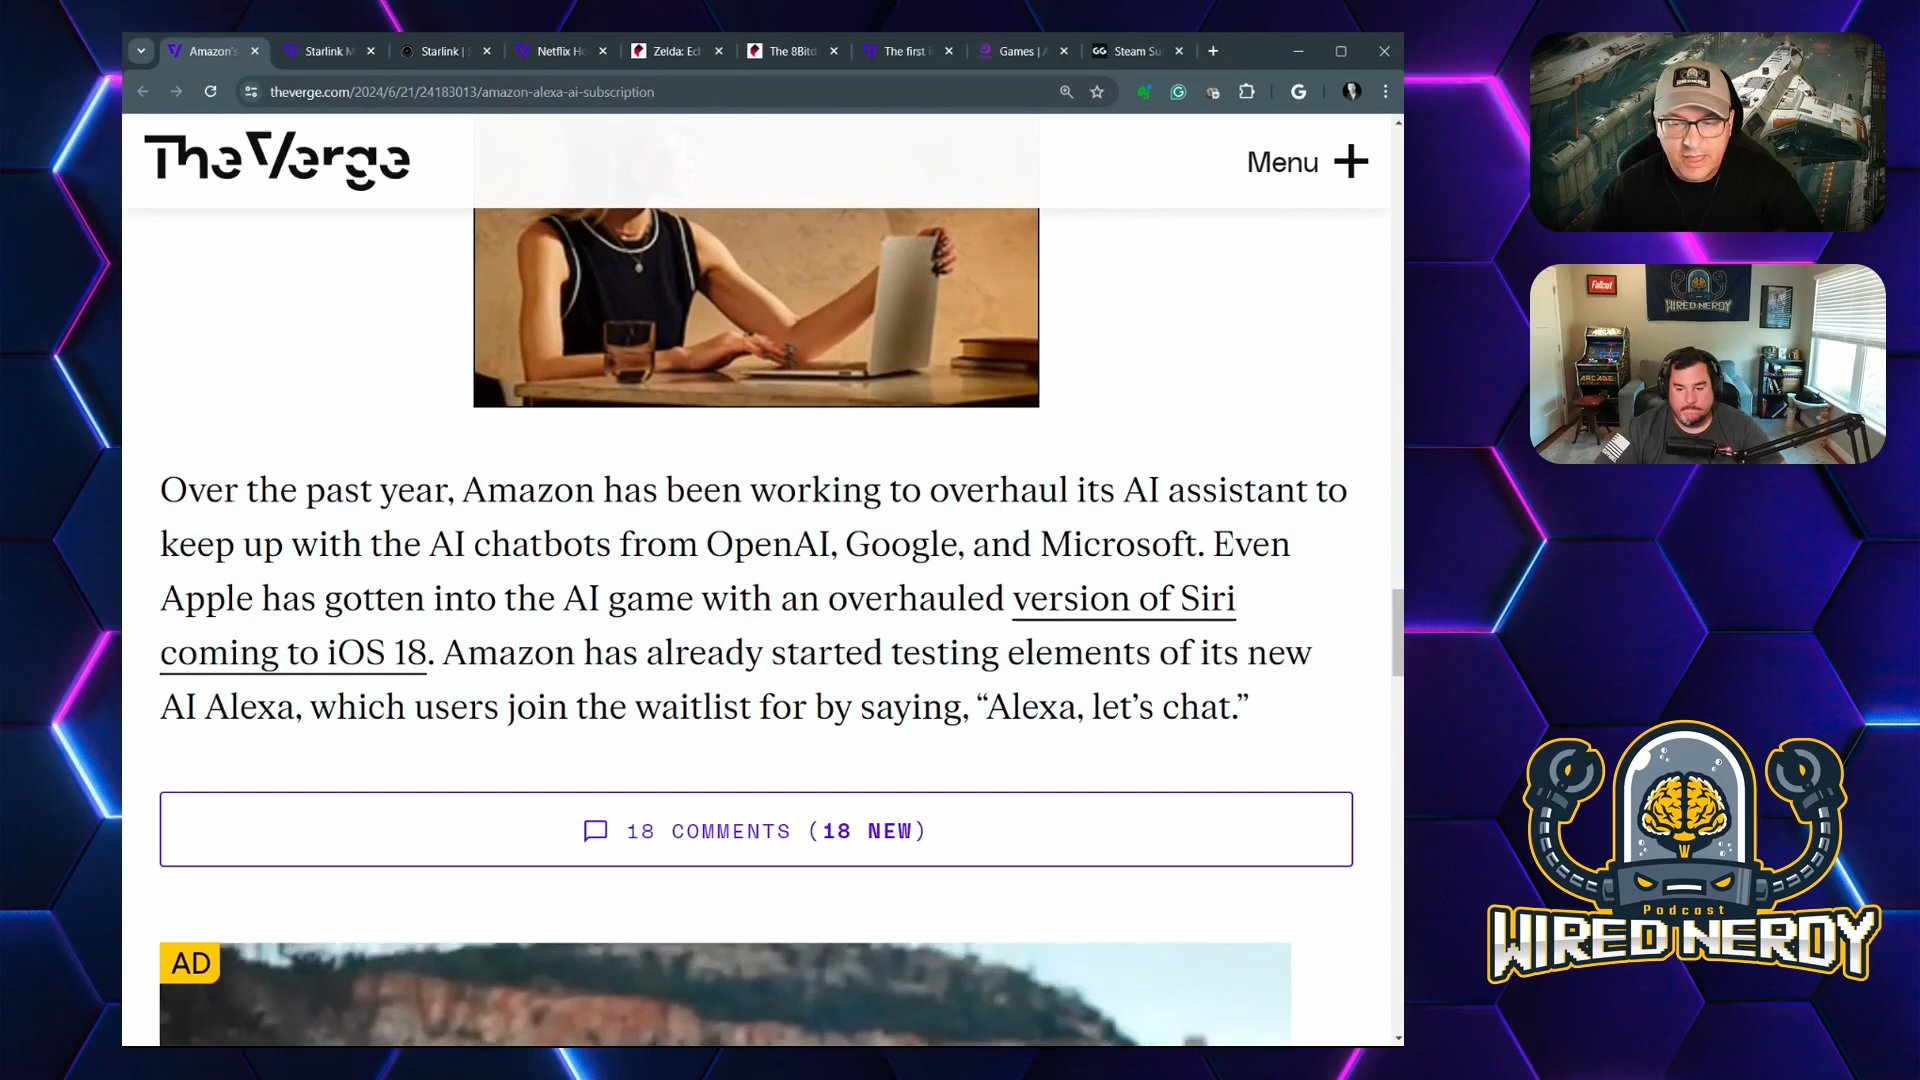 Amazon's
Starlink M
Starlink |
Netflix Ho
Zelda: Ech
The 8Bitd
The first
Games |
GG Steam Su
theverge.com/2024/6/21/24183013/amazon-alexa-ai-subscription
G
The Verge
Menu
Over the past year, Amazon has been working to overhaul its AI assistant to
keep up with the AI chatbots from OpenAI, Google, and Microsoft. Even
Apple has gotten into the AI game with an overhauled version of Siri
coming to iOS 18. Amazon has already started testing elements of its new
AI Alexa, which users join the waitlist for by saying, “Alexa, let’s chat.”
18 COMMENTS (18 NEW)
AD
Fallout
WIRED NERDY
ARCADE
Podcast
WIRED NERDY